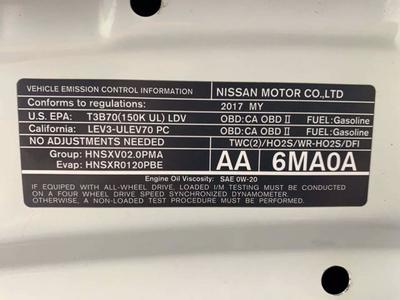 VEHICLE EMISSION CONTROL INFORMATION NISSAN MOTOR CO.,LTD
Conforms to regulations: 2017 MY
U.S. EPA: T3B70(150K UL) LDV OBD:CA OBD II FUEL:Gasoline
California: LEV3-ULEV70 PC OBD:CA OBD II FUEL:Gasoline
NO ADJUSTMENTS NEEDED TWC(2)/HO2S/WR-HO2S/DFI
Group: HNSXV02.0PMA AA 6MA0A
Evap: HNSXR0120PBE
Engine Oil Viscosity: SAE 0W-20
IF EQUIPPED WITH ALL-WHEEL DRIVE, LOADED I/M TESTING MUST BE CONDUCTED
ON A FOUR WHEEL DRIVE SPEED SYNCHRONIZED DYNAMOMETER.
OTHERWISE, A NON LOADED TEST MUST BE CONDUCTED.